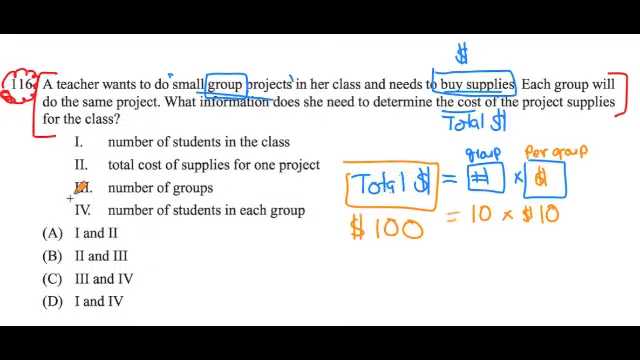 $
116. A teacher wants to do "small group projects" in her class and needs to buy supplies. Each group will
do the same project. What information does she need to determine the cost of the project supplies
for the class?
Total $
I. number of students in the class
II. total cost of supplies for one project
III. number of groups
IV. number of students in each group
(A) I and II
(B) II and III
(C) III and IV
(D) I and IV
group per group
Total $ = # × $
$100 = 10 × $10